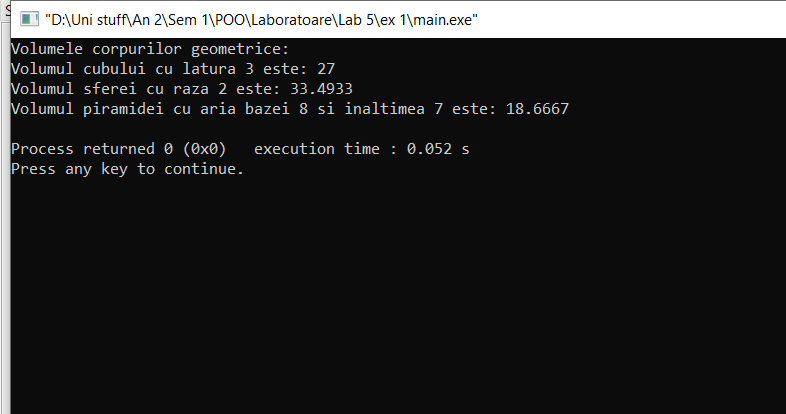 "D:\Uni stuff\An 2\Sem 1\POO\Laboratoare\Lab 5\ex 1\main.exe"
Volumele corpurilor geometrice:
Volumul cubului cu latura 3 este: 27
Volumul sferei cu raza 2 este: 33.4933
Volumul piramidei cu aria bazei 8 si inaltimea 7 este: 18.6667
Process returned 0 (0x0)   execution time : 0.052 s
Press any key to continue.